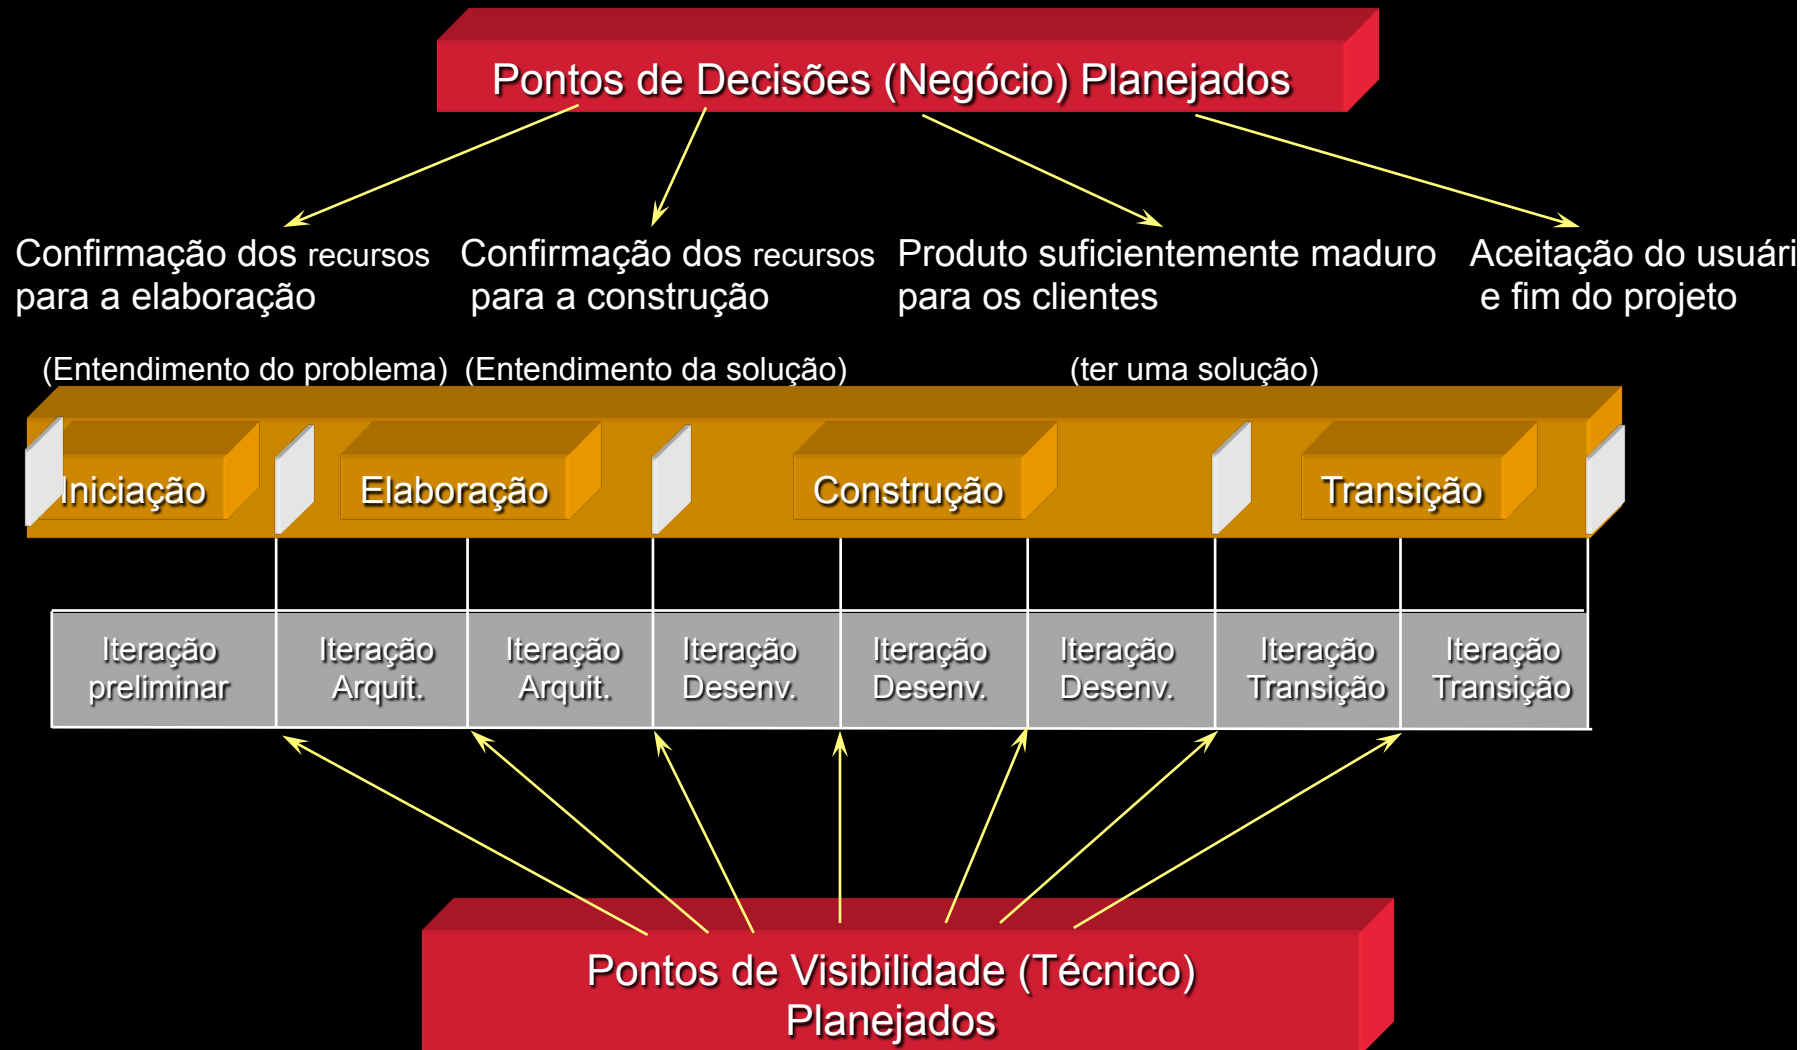 Pontos de Decisões (Negócio) Planejados
Confirmação dos recursos
para a elaboração
Confirmação dos recursos
para a construção
Produto suficientemente maduro
para os clientes
Aceitação do usuári
e fim do projeto
(Entendimento do problema)
(Entendimento da solução)
(ter uma solução)
Iniciação
Elaboração
Construção
Transição
Iteração
preliminar
Iteração
Arquit.
Iteração
Arquit.
Iteração
Desenv.
Iteração
Desenv.
Iteração
Desenv.
Iteração
Transição
Iteração
Transição
Pontos de Visibilidade (Técnico)
Planejados